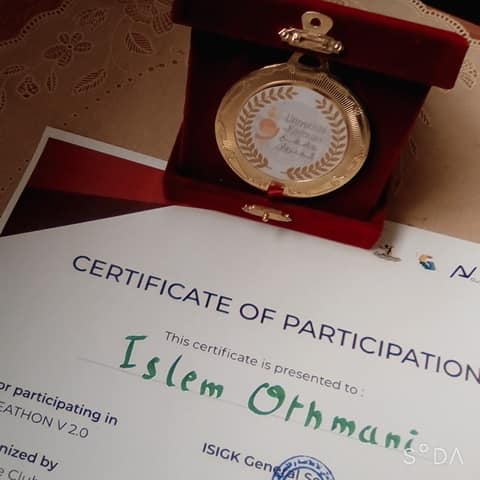 CERTIFICATE OF PARTICIPATION
This certificate is presented to :
Islem Othmani
or participating in
EATHON V 2.0
nized by
e Club
ISIGK General
SODA